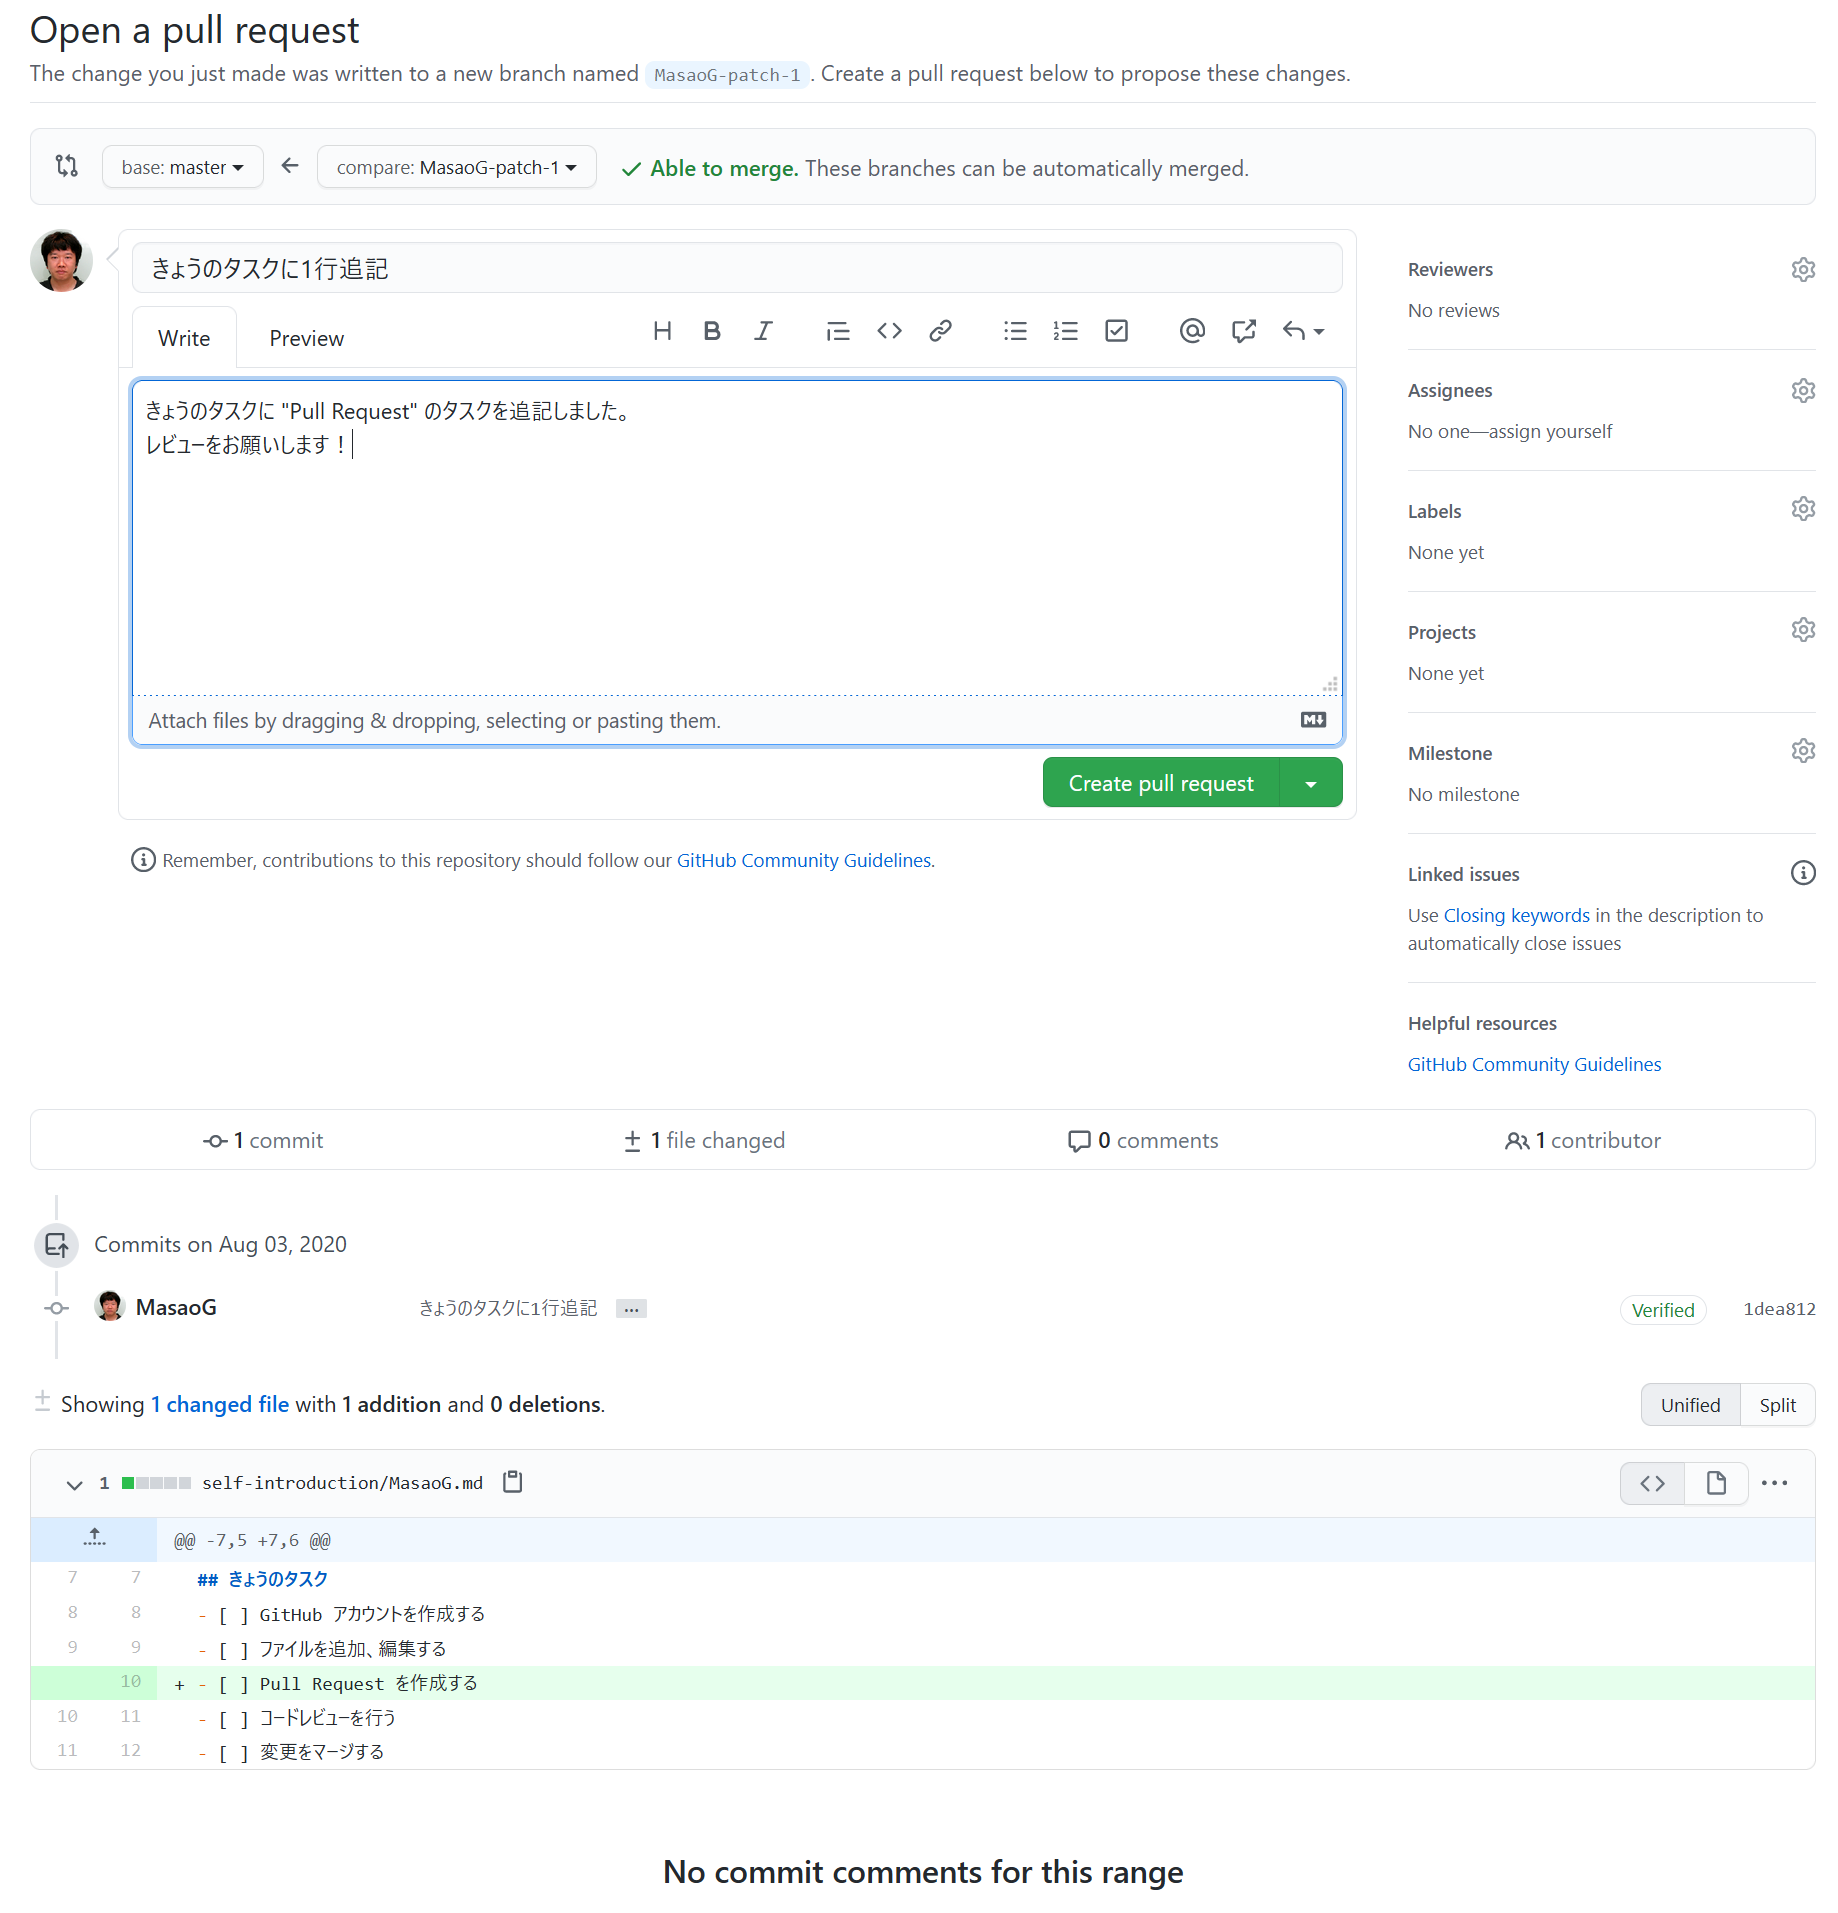 Open a pull request
The change you just made was written to a new branch named MasaoG-patch-1. Create a pull request below to propose these changes.
base: master
compare: MasaoG-patch-1
Able to merge. These branches can be automatically merged.
きょうのタスクに1行追記
Write
Preview
きょうのタスクに "Pull Request" のタスクを追記しました。
レビューをお願いします！
Attach files by dragging & dropping, selecting or pasting them.
Create pull request
Remember, contributions to this repository should follow our GitHub Community Guidelines.
Reviewers
No reviews
Assignees
No one—assign yourself
Labels
None yet
Projects
None yet
Milestone
No milestone
Linked issues
Use Closing keywords in the description to
automatically close issues
Helpful resources
GitHub Community Guidelines
1 commit
1 file changed
0 comments
1 contributor
Commits on Aug 03, 2020
MasaoG
きょうのタスクに1行追記
...
Verified
1dea812
Showing 1 changed file with 1 addition and 0 deletions.
Unified
Split
1
self-introduction/MasaoG.md
@@ -7,5 +7,6 @@
7 7 ## きょうのタスク
8 8 - [ ] GitHub アカウントを作成する
9 9 - [ ] ファイルを追加、編集する
10 + - [ ] Pull Request を作成する
10 11 - [ ] コードレビューを行う
11 12 - [ ] 変更をマージする
No commit comments for this range